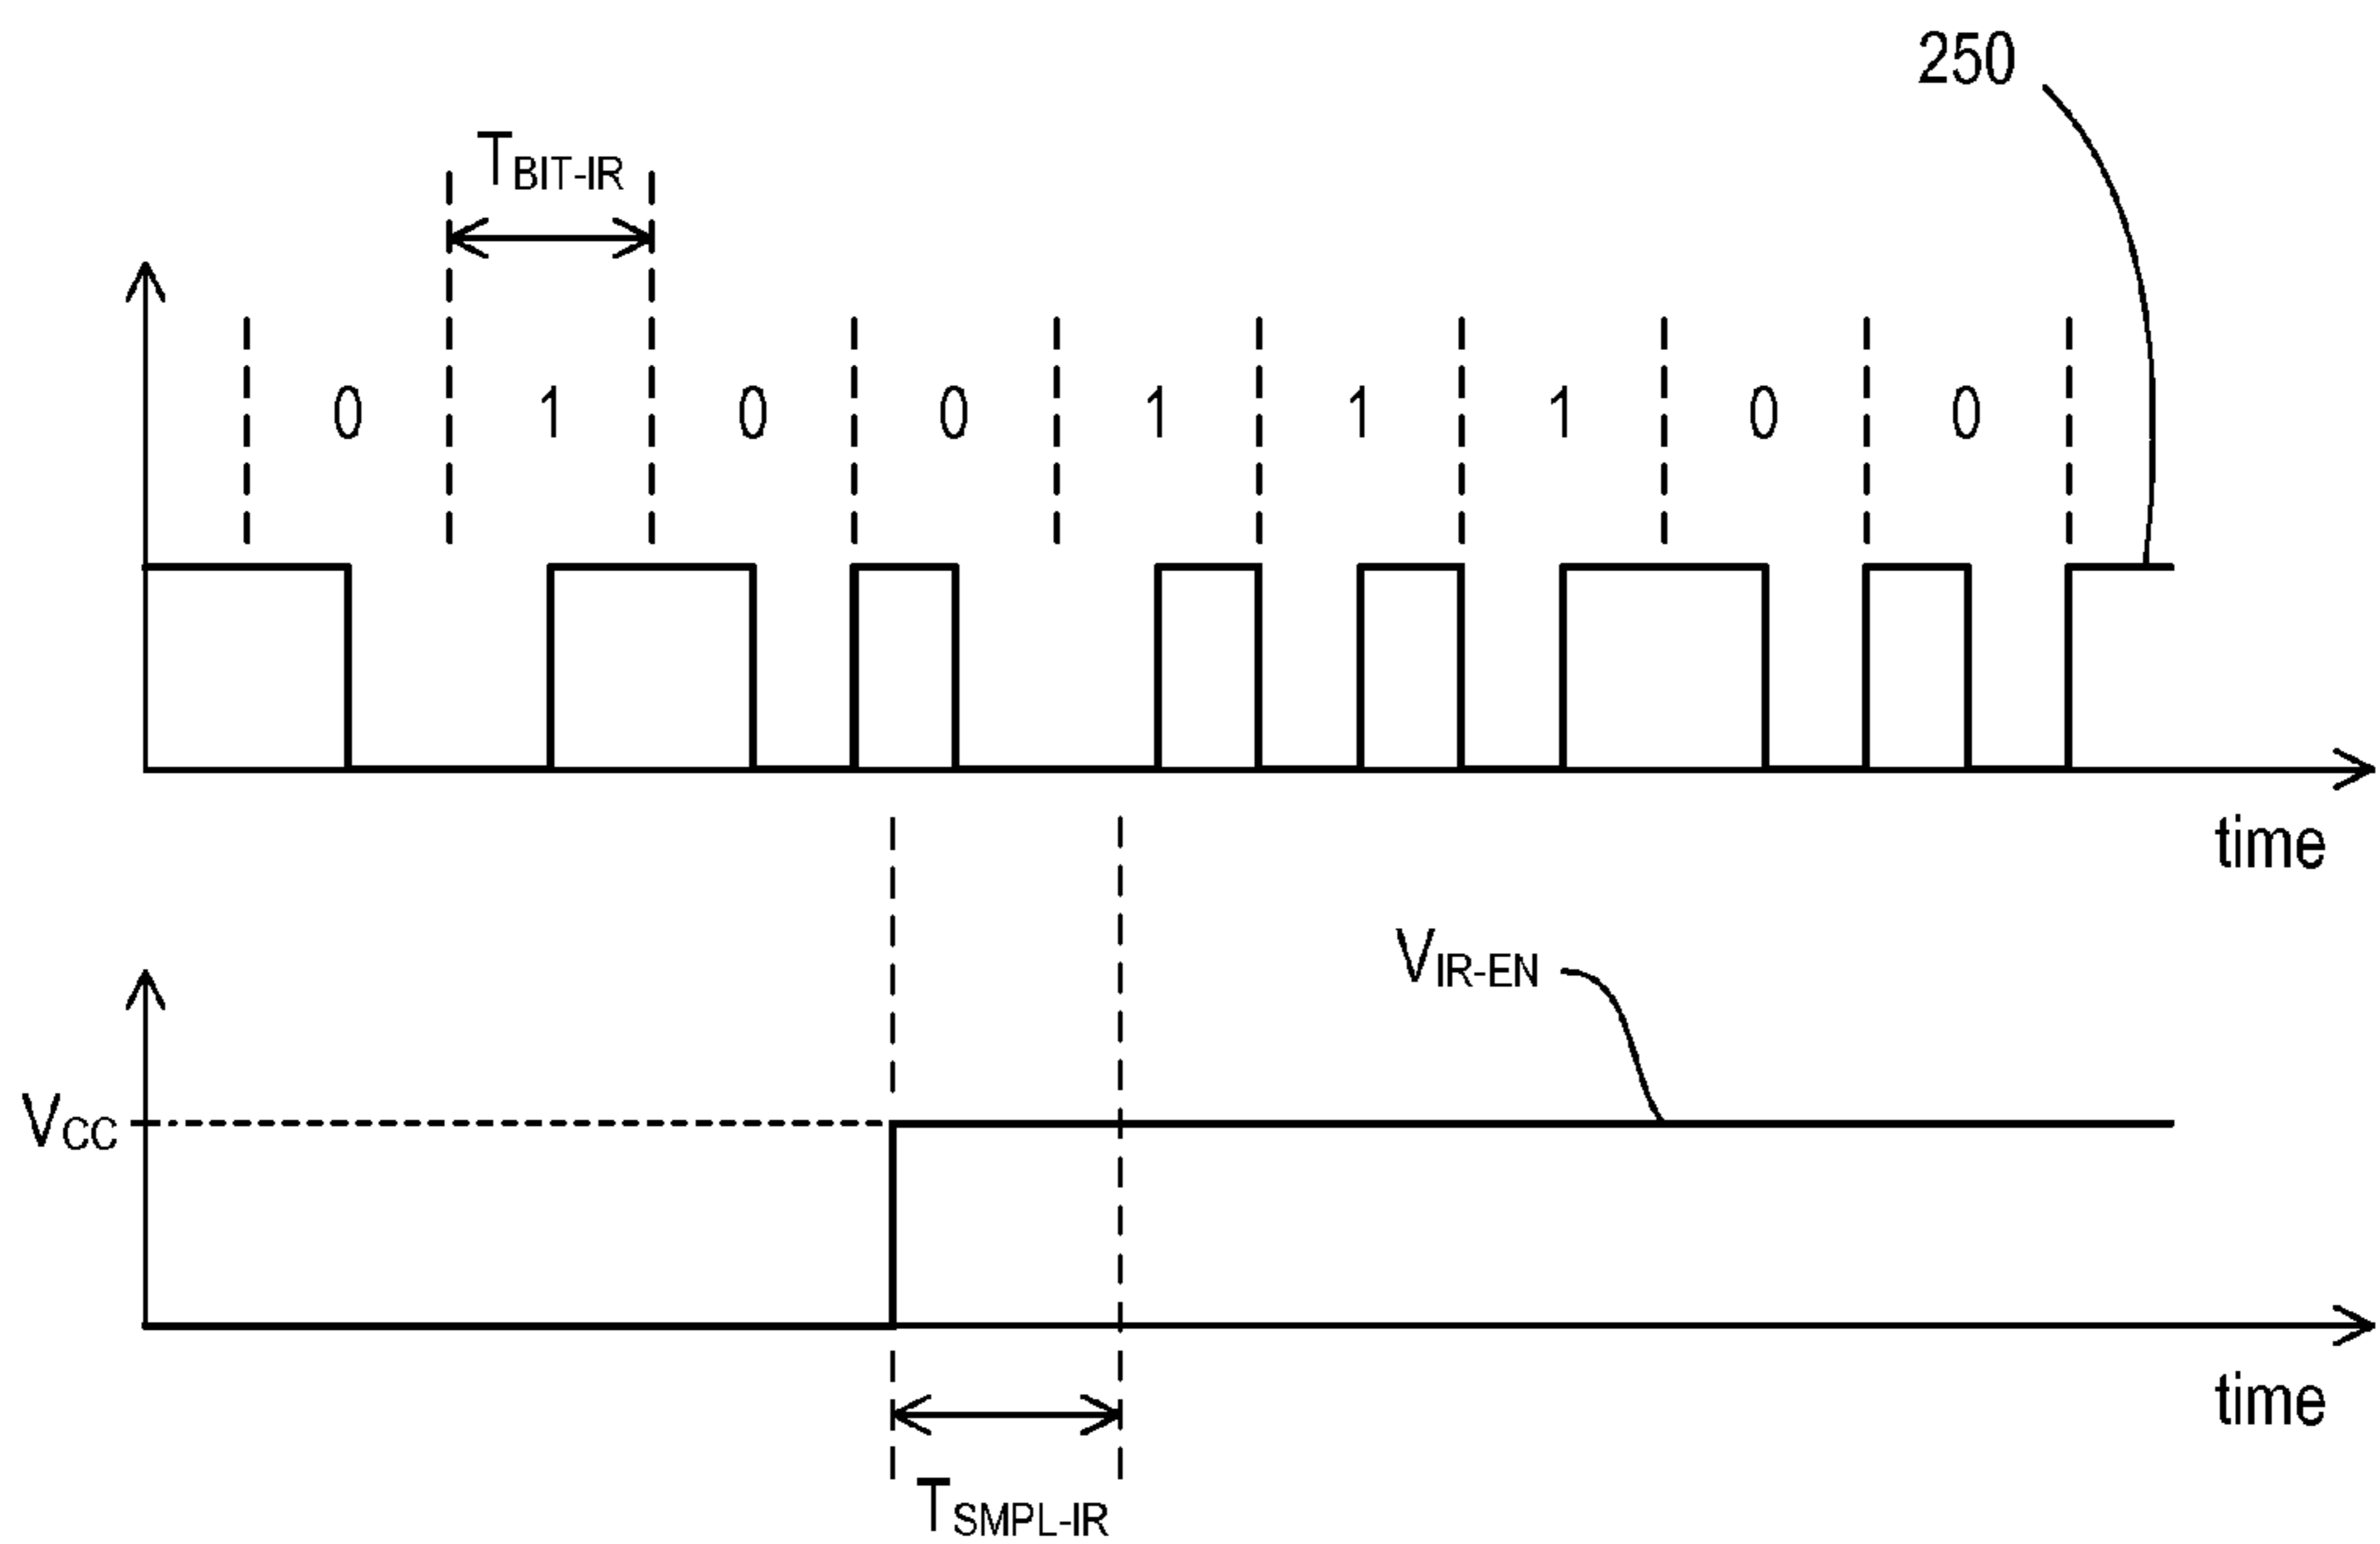 250
TBIT-IR
0 1 0 0 1 1 1 0 0
time
VIR-EN
VCC
time
TSMPL-IR